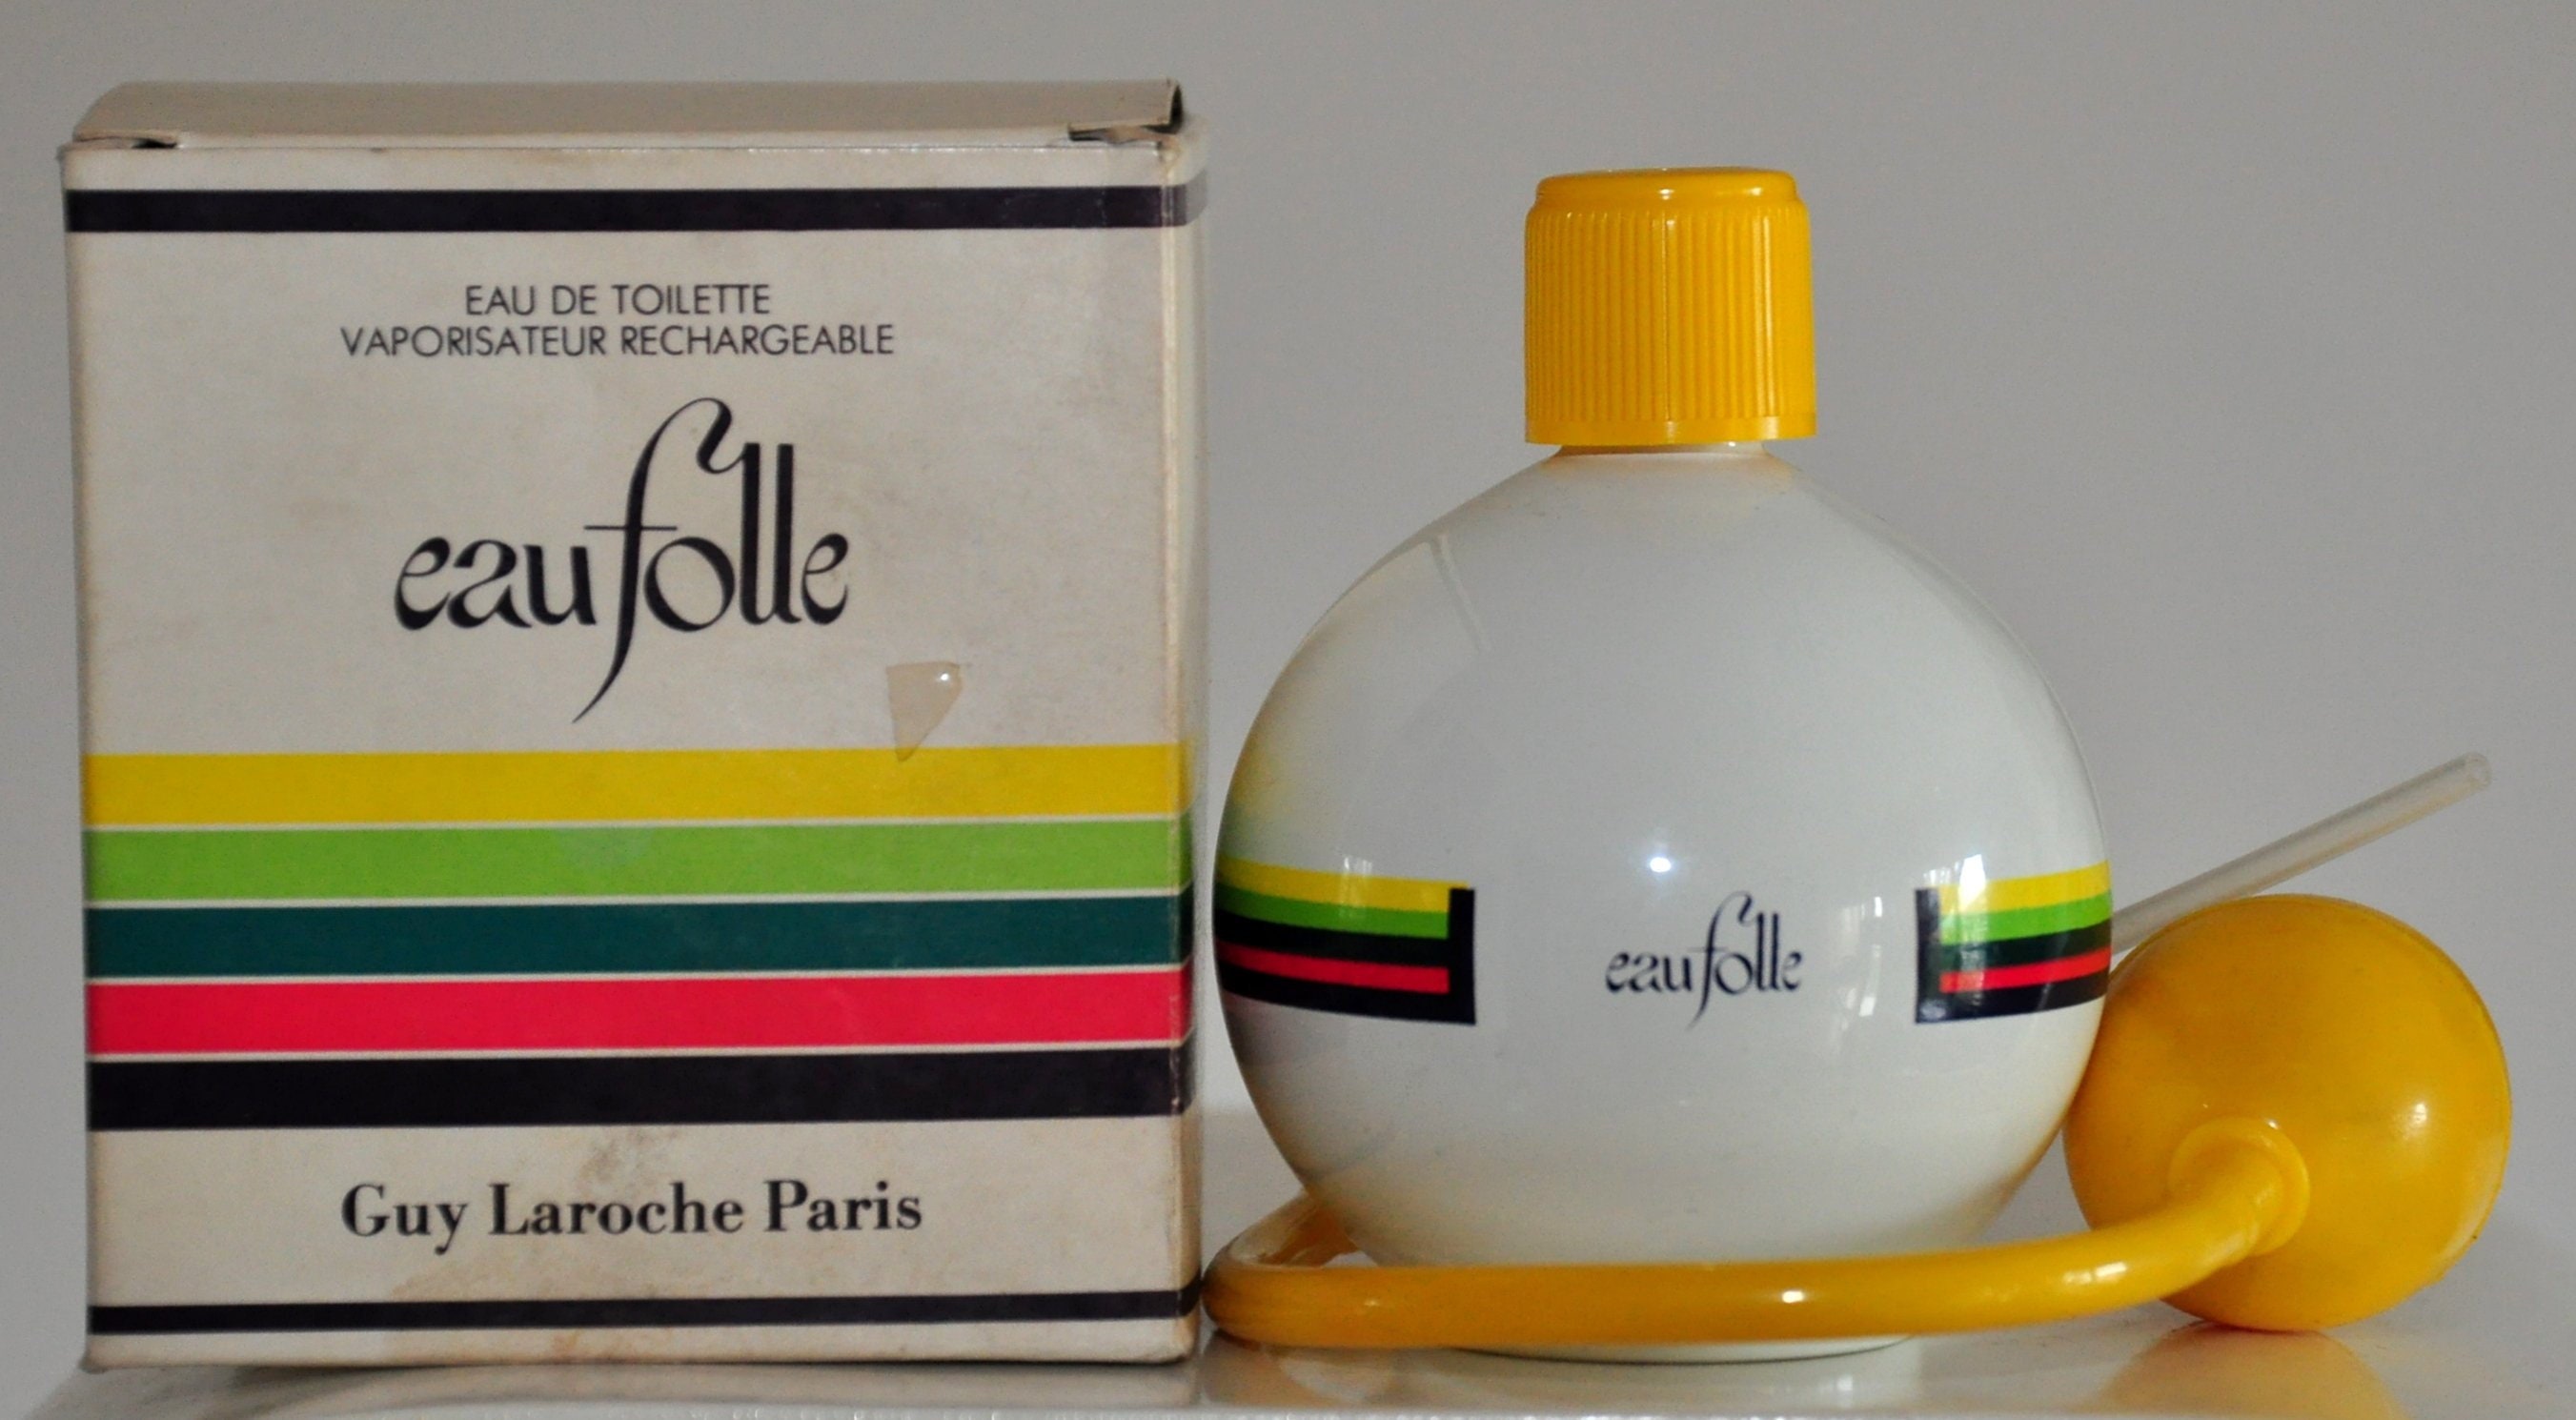 EAU DE TOILETTE
VAPORISATEUR RECHARGEABLE
eau folle
Guy Laroche Paris
eau folle